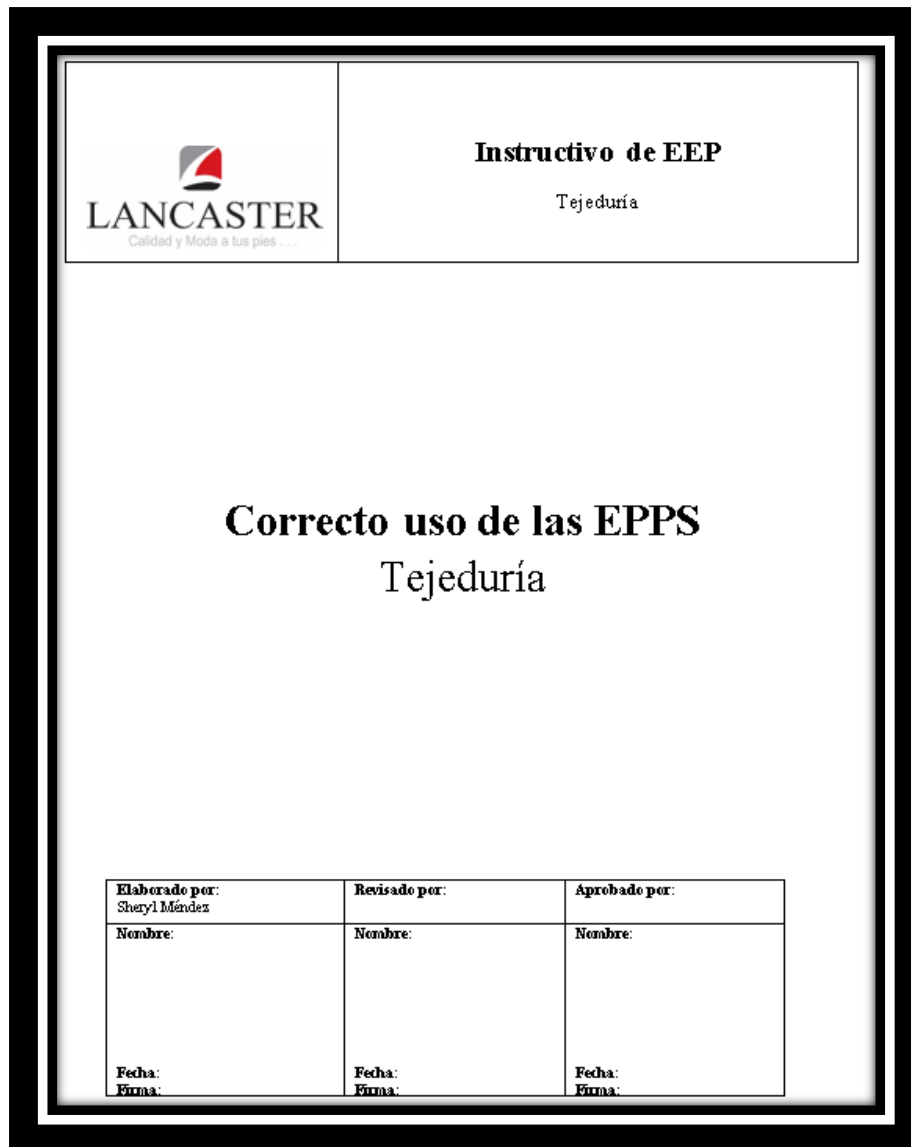 LANCASTER
Calidad y Moda a tus pies . . .
Instructivo de EEP
Tejeduría
Correcto uso de las EPPS
Tejeduría
Elaborado por:
Sheryl Méndez
Revisado por:
Aprobado por:
Nombre:
Nombre:
Nombre:
Fecha:
Firma:
Fecha:
Firma:
Fecha:
Firma: